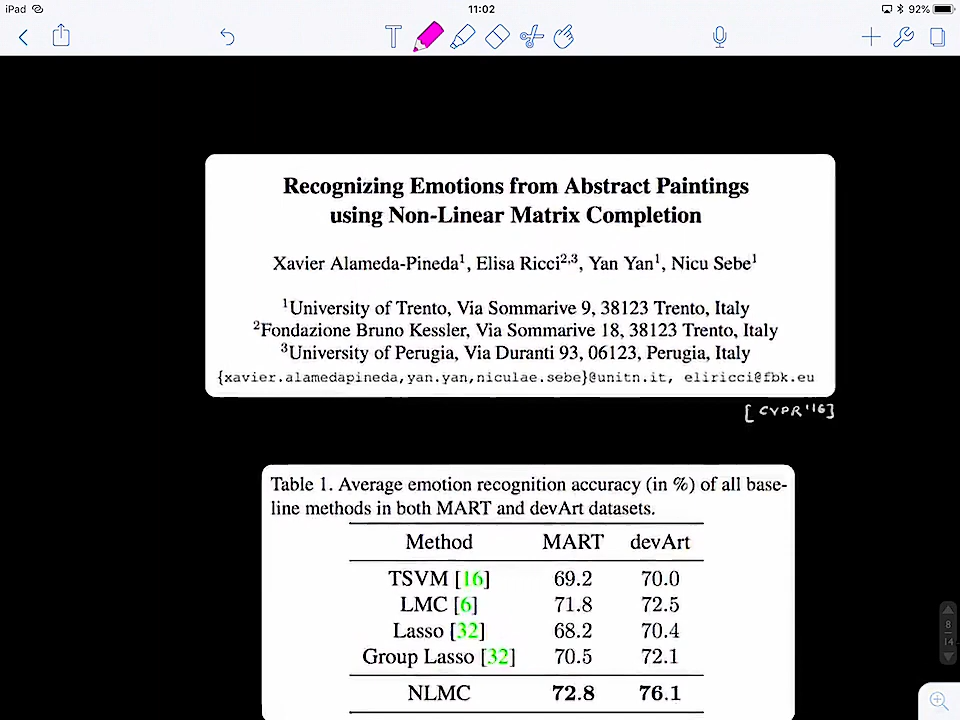 iPad
11:02
92%
T
Recognizing Emotions from Abstract Paintings
using Non-Linear Matrix Completion
Xavier Alameda-Pineda¹, Elisa Ricci²,³, Yan Yan¹, Nicu Sebe¹
¹University of Trento, Via Sommarive 9, 38123 Trento, Italy
²Fondazione Bruno Kessler, Via Sommarive 18, 38123 Trento, Italy
³University of Perugia, Via Duranti 93, 06123, Perugia, Italy
{xavier.alamedapineda,yan.yan,niculae.sebe}@unitn.it, eliricci@fbk.eu
[CVPR'16]
Table 1. Average emotion recognition accuracy (in %) of all base-
line methods in both MART and devArt datasets.
Method MART devArt
TSVM [16] 69.2 70.0
LMC [6] 71.8 72.5
Lasso [32] 68.2 70.4
Group Lasso [32] 70.5 72.1
NLMC 72.8 76.1
8
14